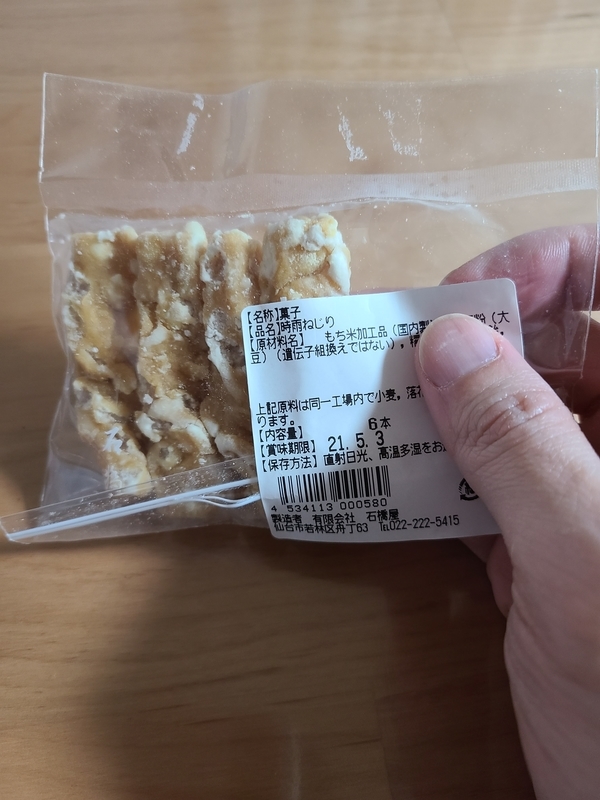 【名称】菓子
【品名】時雨ねじり
【原材料名】 もち米加工品（国内製 粉（大
豆）（遺伝子組換えではない），
上記原料は同一工場内で小麦，落花
ります。
【内容量】 6本
【賞味期限】 21.5.3
【保存方法】直射日光、高温多湿をお
4 534113 000580
製造者 有限会社 石橋屋
仙台市若林区舟丁63 ℡022-222-5415